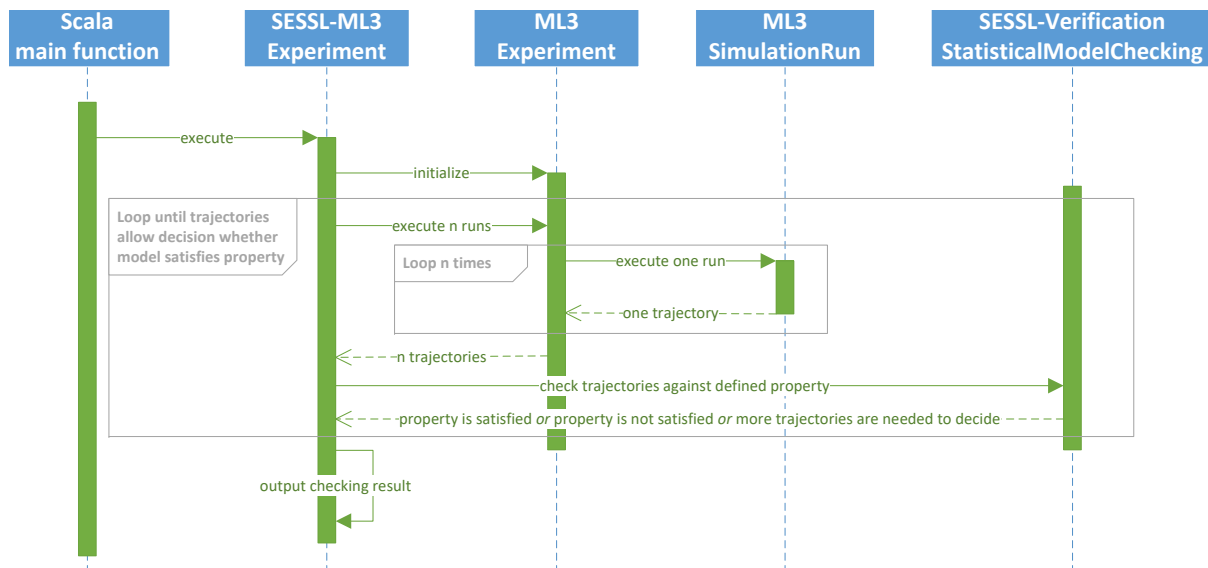 Scala
main function
SESSL-ML3
Experiment
ML3
Experiment
ML3
SimulationRun
SESSL-Verification
StatisticalModelChecking
execute
initialize
Loop until trajectories
allow decision whether
model satisfies property
execute n runs
Loop n times
execute one run
one trajectory
n trajectories
check trajectories against defined property
property is satisfied or property is not satisfied or more trajectories are needed to decide
output checking result